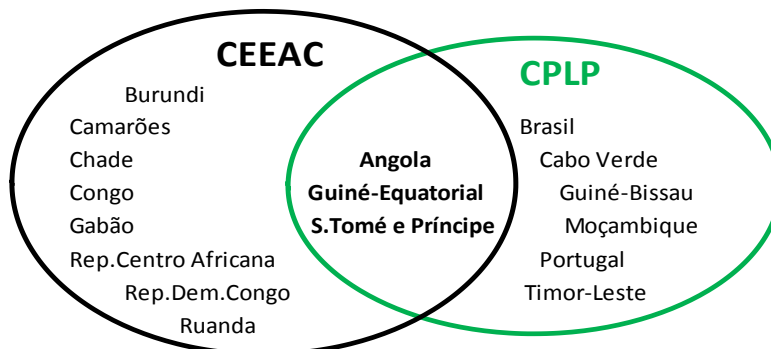 CEEAC
Burundi
Camarões
Chade
Congo
Gabão
Rep.Centro Africana
Rep.Dem.Congo
Ruanda
Angola
Guiné-Equatorial
S.Tomé e Príncipe
CPLP
Brasil
Cabo Verde
Guiné-Bissau
Moçambique
Portugal
Timor-Leste